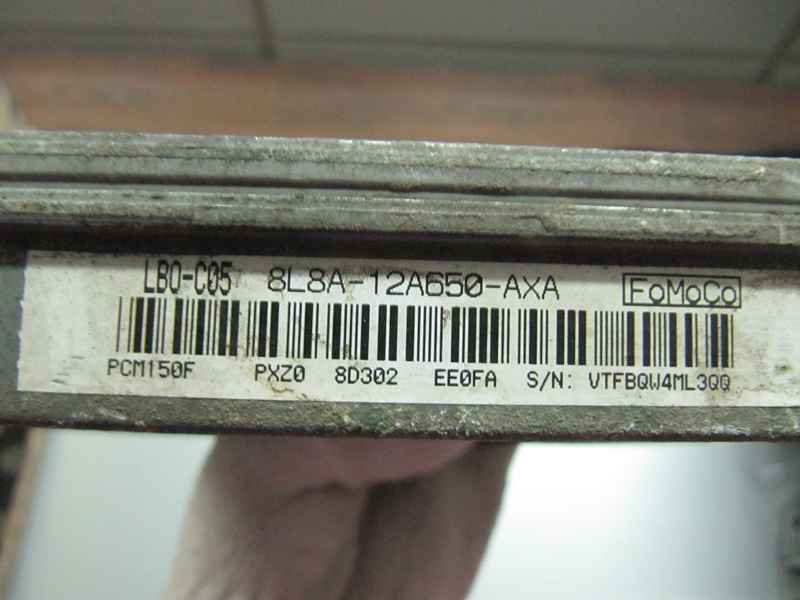 LB0-C05 8L8A-12A650-AXA FoMoCo
PCM150F PXZ0 8D302 EE0FA S/N: VTFBQW4ML3QQ